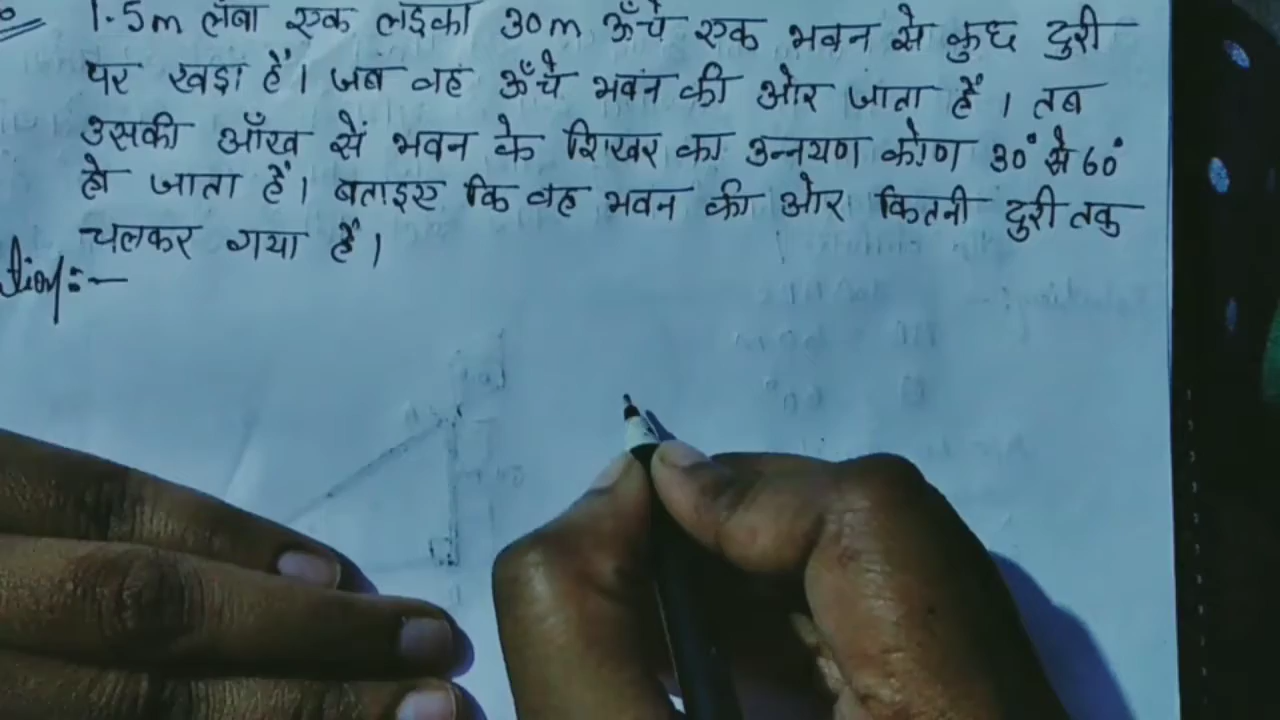 1.5m लंबा एक लड़का 30m ऊँचे एक भवन से कुछ दुरी
पर खड़ा हैं। जब वह ऊँचे भवन की ओर जाता हैं। तब
उसकी आँख सें भवन के शिखर का उन्नयण कोण 30° से 60°
हो जाता हैं। बताइए कि वह भवन की ओर कितनी दुरी तक
चलकर गया हैं।